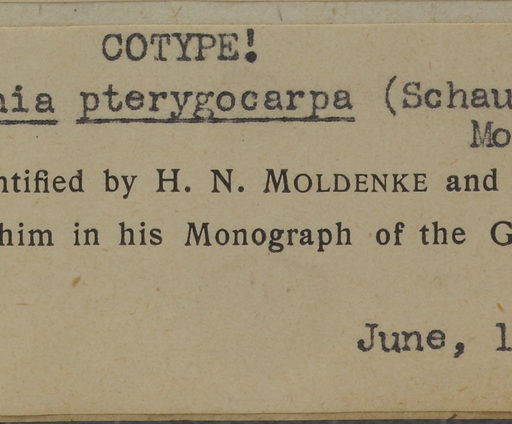 COTYPE!
nia pterygocarpa (Schau
Mo
ntified by H. N. MOLDENKE and
him in his Monograph of the G
June, 1